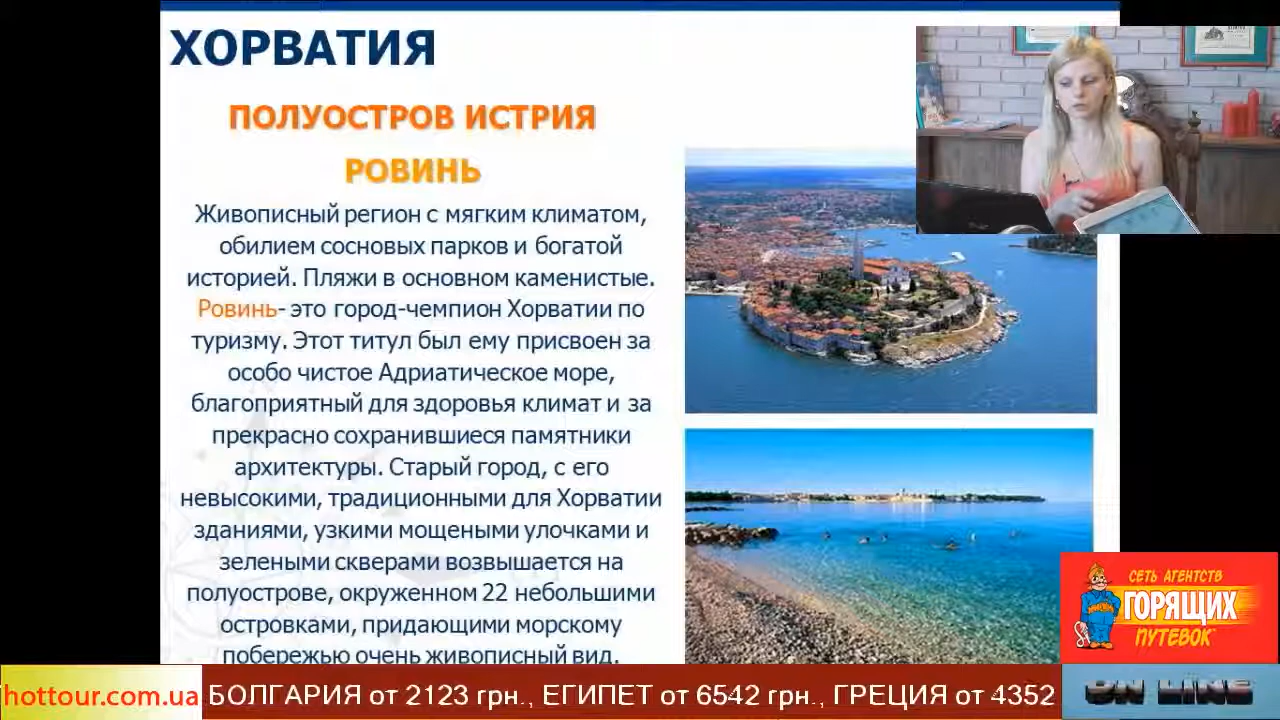 ХОРВАТИЯ
ПОЛУОСТРОВ ИСТРИЯ
РОВИНЬ
Живописный регион с мягким климатом,
обилием сосновых парков и богатой
историей. Пляжи в основном каменистые.
Ровинь- это город-чемпион Хорватии по
туризму. Этот титул был ему присвоен за
особо чистое Адриатическое море,
благоприятный для здоровья климат и за
прекрасно сохранившиеся памятники
архитектуры. Старый город, с его
невысокими, традиционными для Хорватии
зданиями, узкими мощеными улочками и
зелеными скверами возвышается на
полуострове, окруженном 22 небольшими
островками, придающими морскому
побережью очень живописный вид.
СЕТЬ АГЕНТСТВ
ГОРЯЩИХ
ПУТЕВОК
hottour.com.ua
БОЛГАРИЯ от 2123 грн., ЕГИПЕТ от 6542 грн., ГРЕЦИЯ от 4352
ON LINE